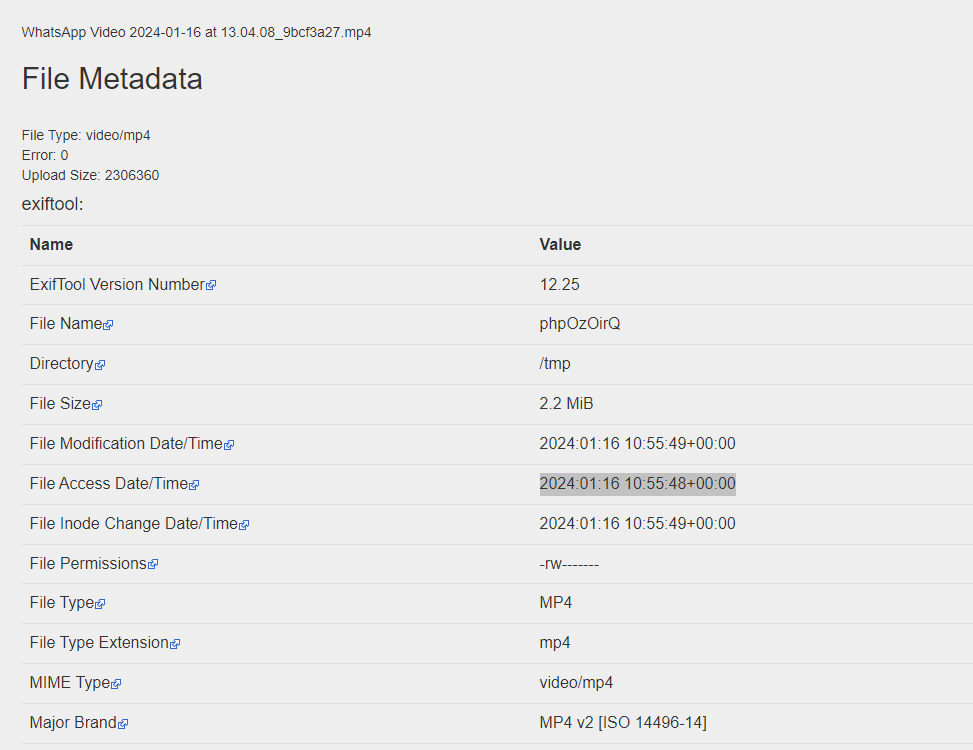 WhatsApp Video 2024-01-16 at 13.04.08_9bcf3a27.mp4
File Metadata
File Type: video/mp4
Error: 0
Upload Size: 2306360
exiftool:
Name Value
ExifTool Version Number 12.25
File Name phpOzOirQ
Directory /tmp
File Size 2.2 MiB
File Modification Date/Time 2024:01:16 10:55:49+00:00
File Access Date/Time 2024:01:16 10:55:48+00:00
File Inode Change Date/Time 2024:01:16 10:55:49+00:00
File Permissions -rw-------
File Type MP4
File Type Extension mp4
MIME Type video/mp4
Major Brand MP4 v2 [ISO 14496-14]